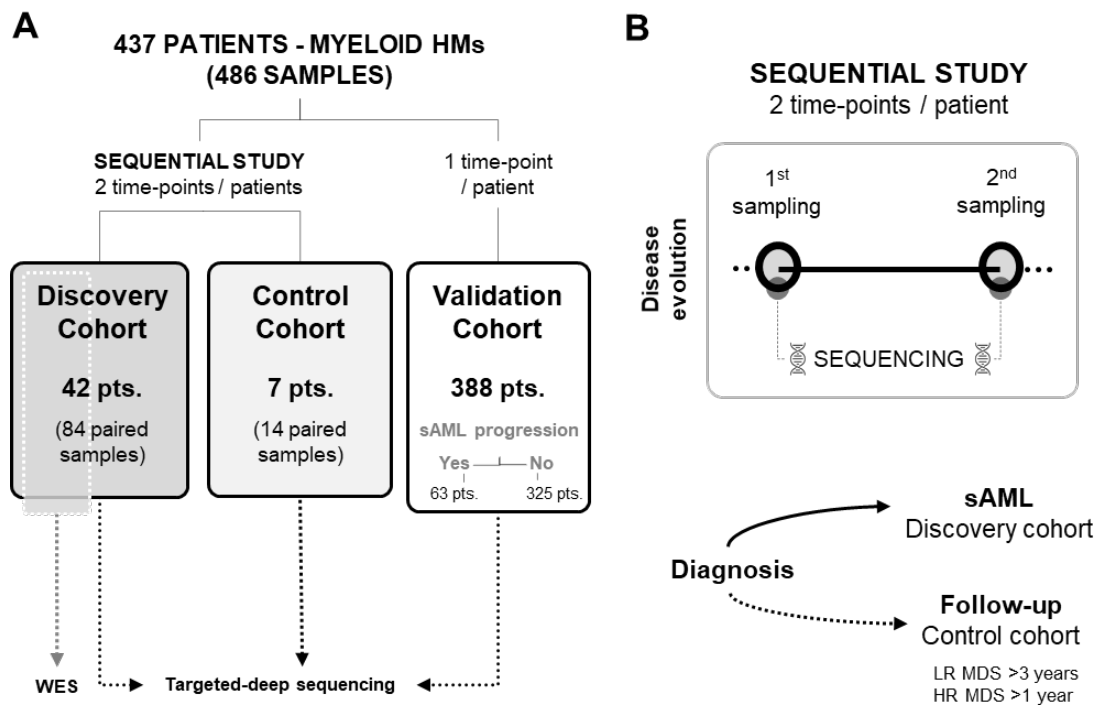 A
437 PATIENTS - MYELOID HMs
(486 SAMPLES)
SEQUENTIAL STUDY
2 time-points / patients
1 time-point
/ patient
Discovery
Cohort
42 pts.
(84 paired
samples)
Control
Cohort
7 pts.
(14 paired
samples)
Validation
Cohort
388 pts.
sAML progression
Yes No
63 pts. 325 pts.
WES
Targeted-deep sequencing
B
SEQUENTIAL STUDY
2 time-points / patient
Disease
evolution
1st
sampling
2nd
sampling
SEQUENCING
Diagnosis
sAML
Discovery cohort
Follow-up
Control cohort
LR MDS >3 years
HR MDS >1 year